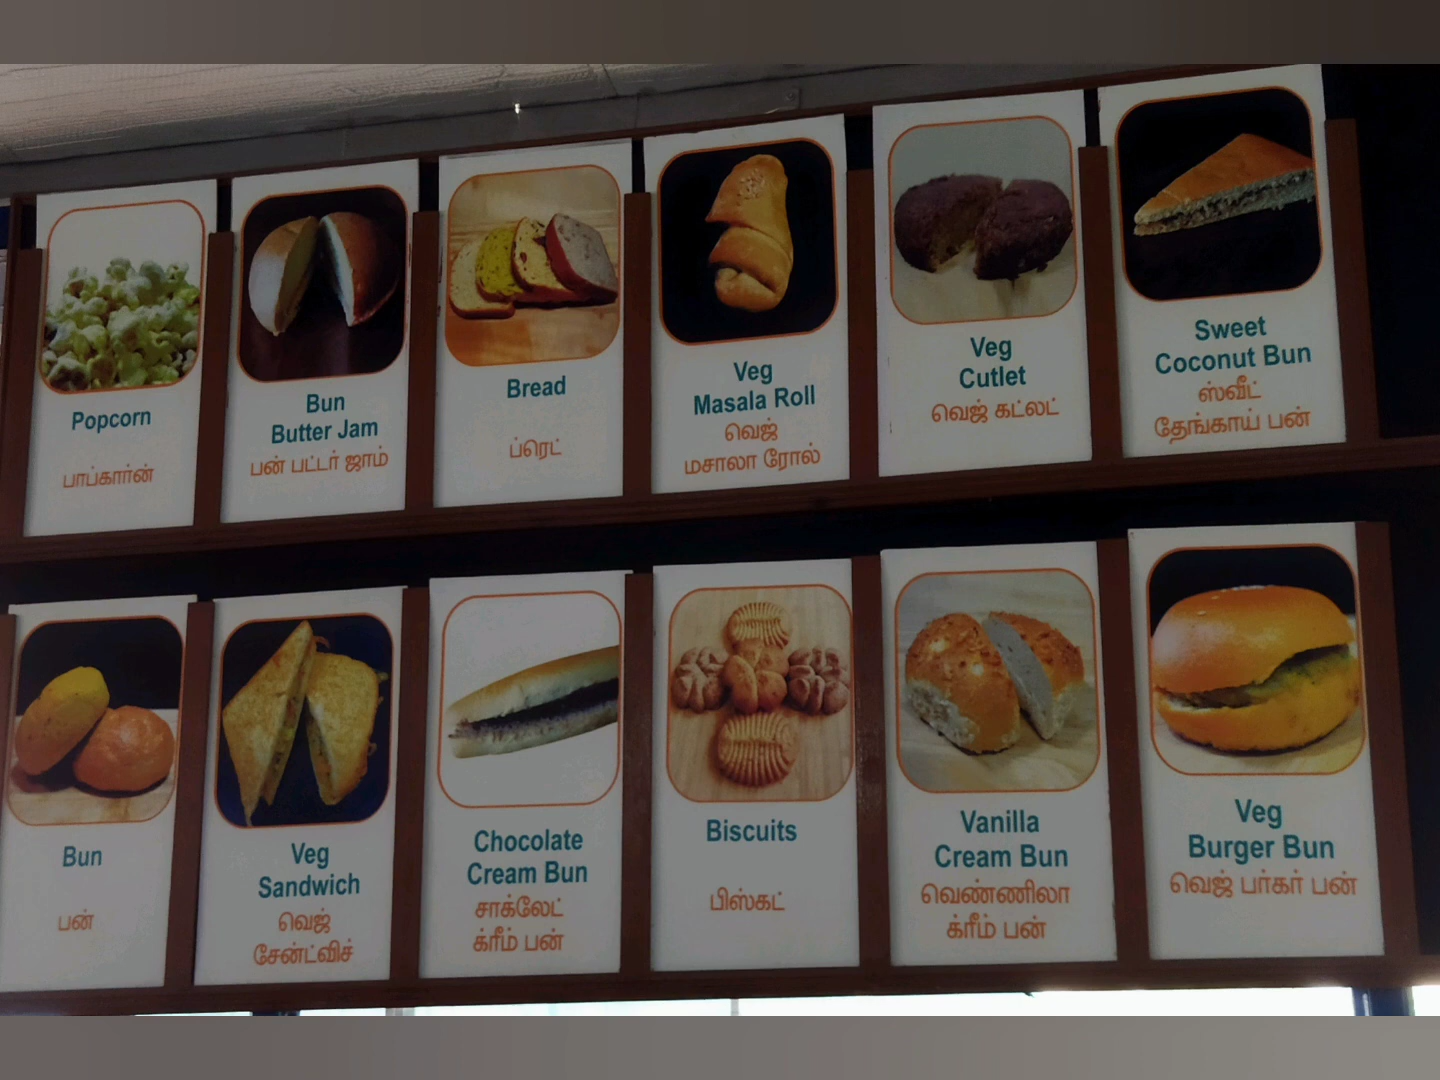 Popcorn
பாப்கார்ன்
Bun
Butter Jam
பன் பட்டர் ஜாம்
Bread
ப்ரெட்
Veg
Masala Roll
வெஜ்
மசாலா ரோல்
Veg
Cutlet
வெஜ் கட்லட்
Sweet
Coconut Bun
ஸ்வீட்
தேங்காய் பன்
Bun
பன்
Veg
Sandwich
வெஜ்
சேன்ட்விச்
Chocolate
Cream Bun
சாக்லேட்
க்ரீம் பன்
Biscuits
பிஸ்கட்
Vanilla
Cream Bun
வெண்ணிலா
க்ரீம் பன்
Veg
Burger Bun
வெஜ் பர்கர் பன்